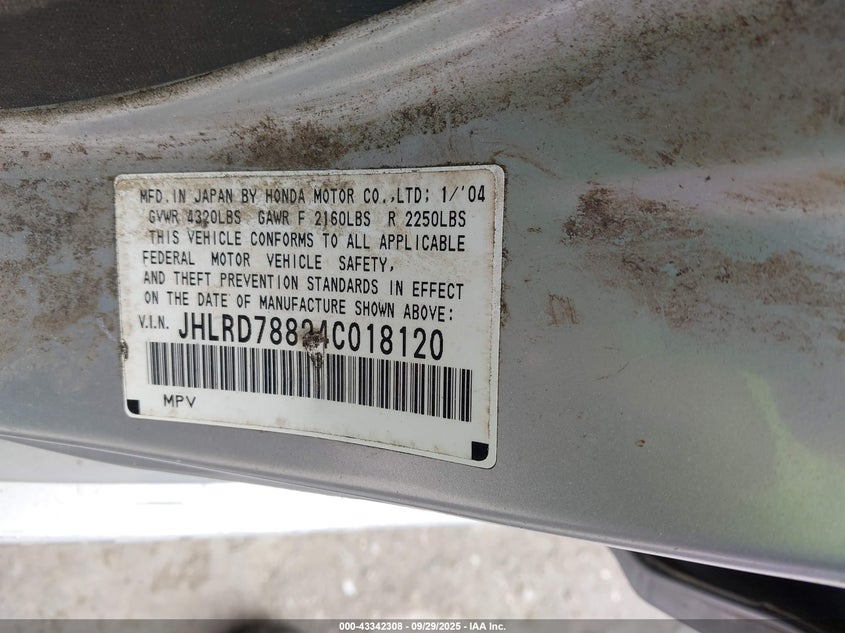 MFD. IN JAPAN BY HONDA MOTOR CO.,LTD; 1/'04
GVWR 4320LBS GAWR F 2160LBS R 2250LBS
THIS VEHICLE CONFORMS TO ALL APPLICABLE
FEDERAL MOTOR VEHICLE SAFETY,
AND THEFT PREVENTION STANDARDS IN EFFECT
ON THE DATE OF MANUFACTURE SHOWN ABOVE:
V.I.N.
MPV
000-43342308 - 09/29/2025 - IAA Inc.